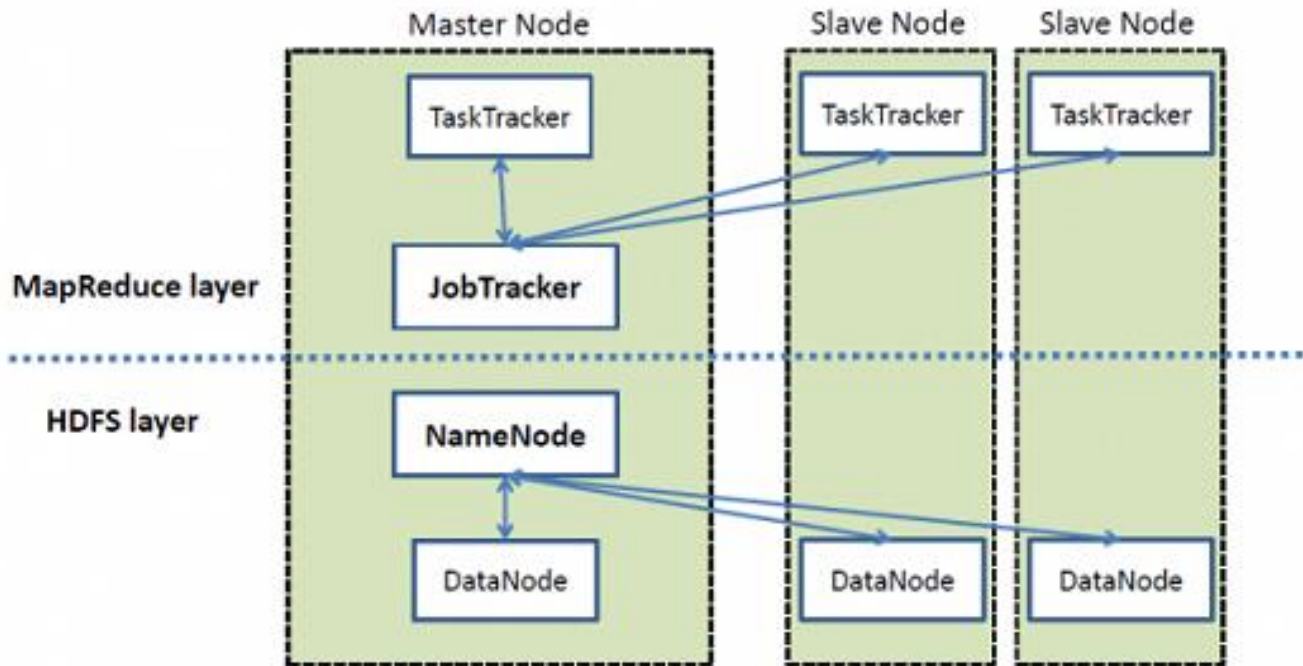 Master Node
Slave Node
Slave Node
TaskTracker
TaskTracker
TaskTracker
MapReduce layer
JobTracker
HDFS layer
NameNode
DataNode
DataNode
DataNode